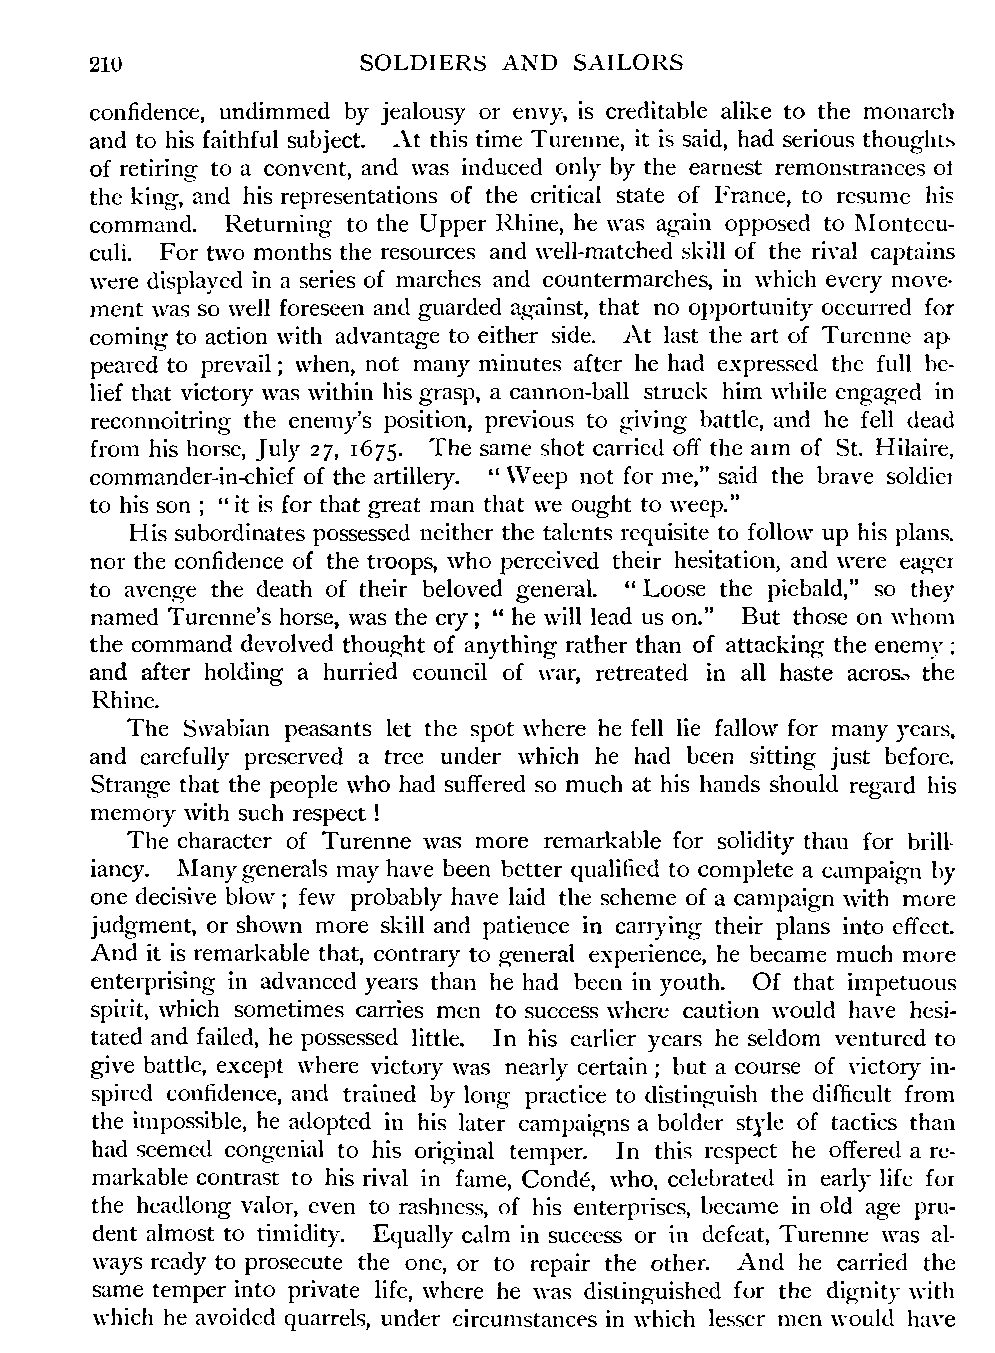 210 SOLDIERS AND SAILORS
confidence, undimmed by jealousy or envy, is creditable alike to the monarch
and to his faithful subject. At this time Turenne, it is said, had serious thoughts
of retiring to a convent, and was induced only by the earnest remonstrances of
the king, and his representations of the critical state of France, to resume his
command. Returning to the Upper Rhine, he was again opposed to Montecu-
culi. For two months the resources and well-matched skill of the rival captains
were displayed in a series of marches and countermarches, in which every move-
ment was so well foreseen and guarded against, that no opportunity occurred for
coming to action with advantage to either side. At last the art of Turenne ap-
peared to prevail; when, not many minutes after he had expressed the full be-
lief that victory was within his grasp, a cannon-ball struck him while engaged in
reconnoitring the enemy's position, previous to giving battle, and he fell dead
from his horse, July 27, 1675. The same shot carried off the arm of St. Hilaire,
commander-in-chief of the artillery. "Weep not for me," said the brave soldier
to his son; "it is for that great man that we ought to weep."
His subordinates possessed neither the talents requisite to follow up his plans,
nor the confidence of the troops, who perceived their hesitation, and were eager
to avenge the death of their beloved general. "Loose the piebald," so they
named Turenne's horse, was the cry; "he will lead us on." But those on whom
the command devolved thought of anything rather than of attacking the enemy;
and after holding a hurried council of war, retreated in all haste across the
Rhine.
The Swabian peasants let the spot where he fell lie fallow for many years,
and carefully preserved a tree under which he had been sitting just before.
Strange that the people who had suffered so much at his hands should regard his
memory with such respect!
The character of Turenne was more remarkable for solidity than for brill-
iancy. Many generals may have been better qualified to complete a campaign by
one decisive blow; few probably have laid the scheme of a campaign with more
judgment, or shown more skill and patience in carrying their plans into effect.
And it is remarkable that, contrary to general experience, he became much more
enterprising in advanced years than he had been in youth. Of that impetuous
spirit, which sometimes carries men to success where caution would have hesi-
tated and failed, he possessed little. In his earlier years he seldom ventured to
give battle, except where victory was nearly certain; but a course of victory in-
spired confidence, and trained by long practice to distinguish the difficult from
the impossible, he adopted in his later campaigns a bolder style of tactics than
had seemed congenial to his original temper. In this respect he offered a re-
markable contrast to his rival in fame, Condé, who, celebrated in early life for
the headlong valor, even to rashness, of his enterprises, became in old age pru-
dent almost to timidity. Equally calm in success or in defeat, Turenne was al-
ways ready to prosecute the one, or to repair the other. And he carried the
same temper into private life, where he was distinguished for the dignity with
which he avoided quarrels, under circumstances in which lesser men would have